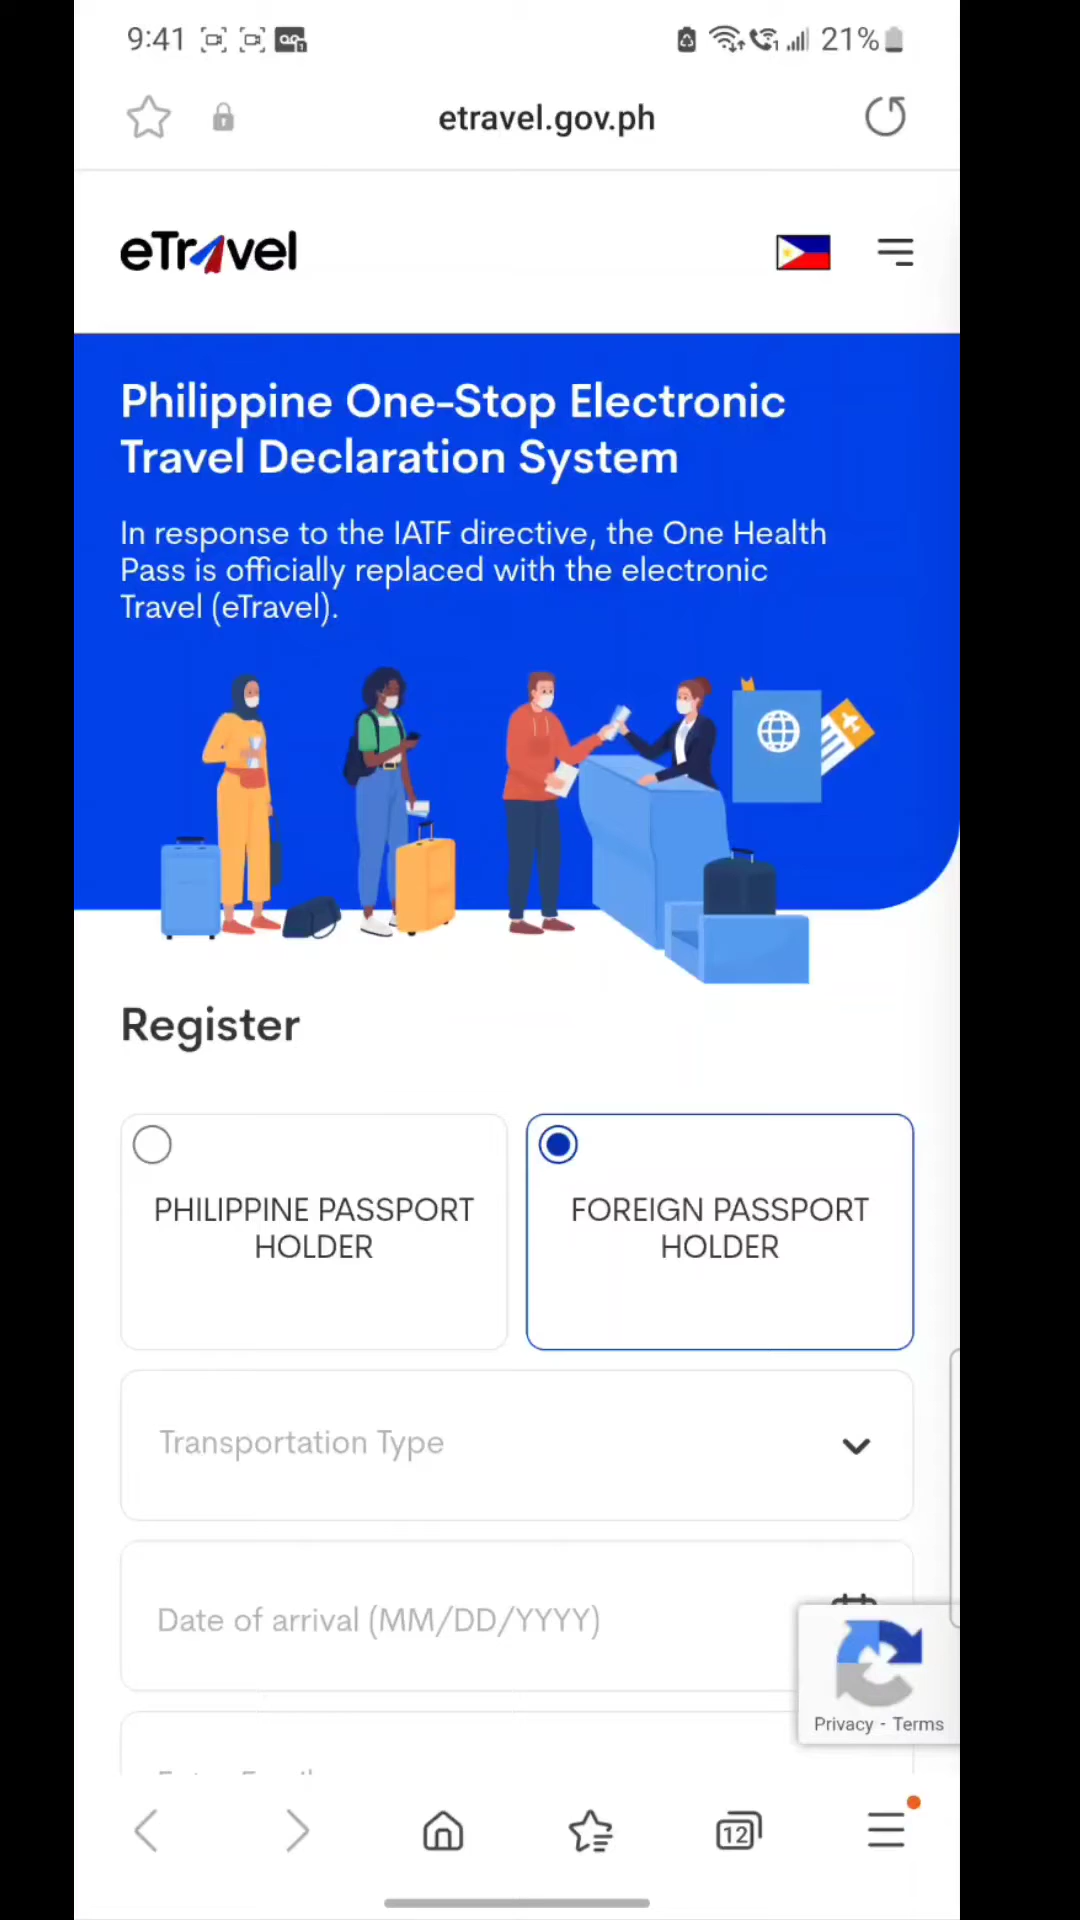 9:41
21%
etravel.gov.ph
eTravel
Philippine One-Stop Electronic
Travel Declaration System
In response to the IATF directive, the One Health
Pass is officially replaced with the electronic
Travel (eTravel).
Register
PHILIPPINE PASSPORT
HOLDER
FOREIGN PASSPORT
HOLDER
Transportation Type
Date of arrival (MM/DD/YYYY)
Privacy - Terms
12